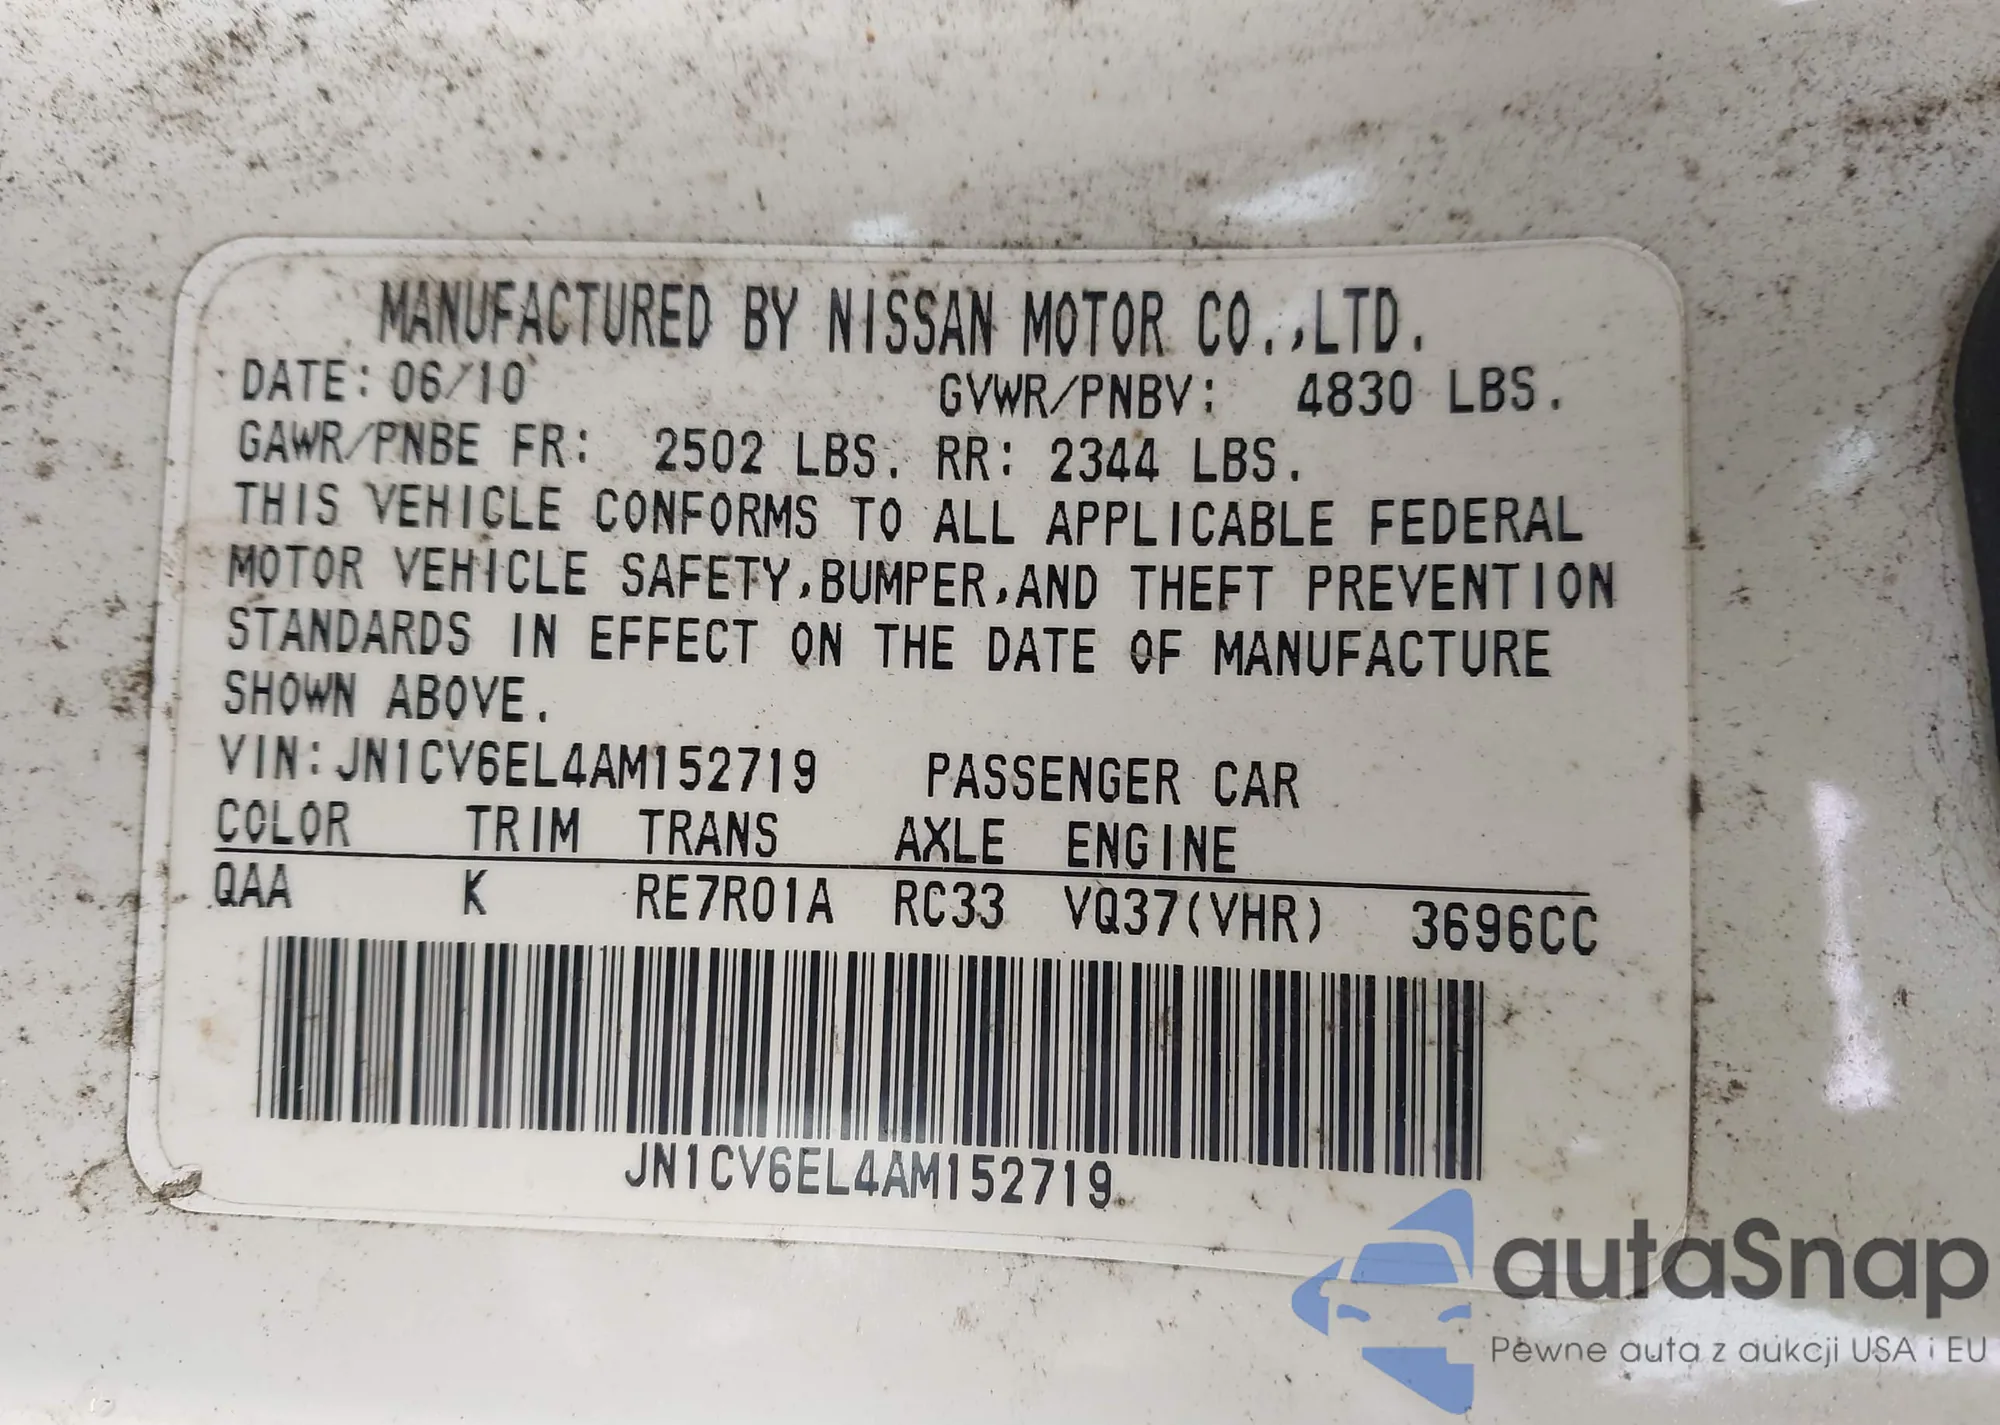 MANUFACTURED BY NISSAN MOTOR CO.,LTD.
DATE: 06/10 GVWR/PNBV: 4830 LBS.
GAWR/PNBE FR: 2502 LBS. RR: 2344 LBS.
THIS VEHICLE CONFORMS TO ALL APPLICABLE FEDERAL
MOTOR VEHICLE SAFETY,BUMPER,AND THEFT PREVENTION
STANDARDS IN EFFECT ON THE DATE OF MANUFACTURE
SHOWN ABOVE.
VIN:JN1CV6EL4AM152719 PASSENGER CAR
COLOR TRIM TRANS AXLE ENGINE
QAA K RE7R01A RC33 VQ37(VHR) 3696CC
JN1CV6EL4AM152719
autaSnap
Pewne auta z aukcji USA i EU